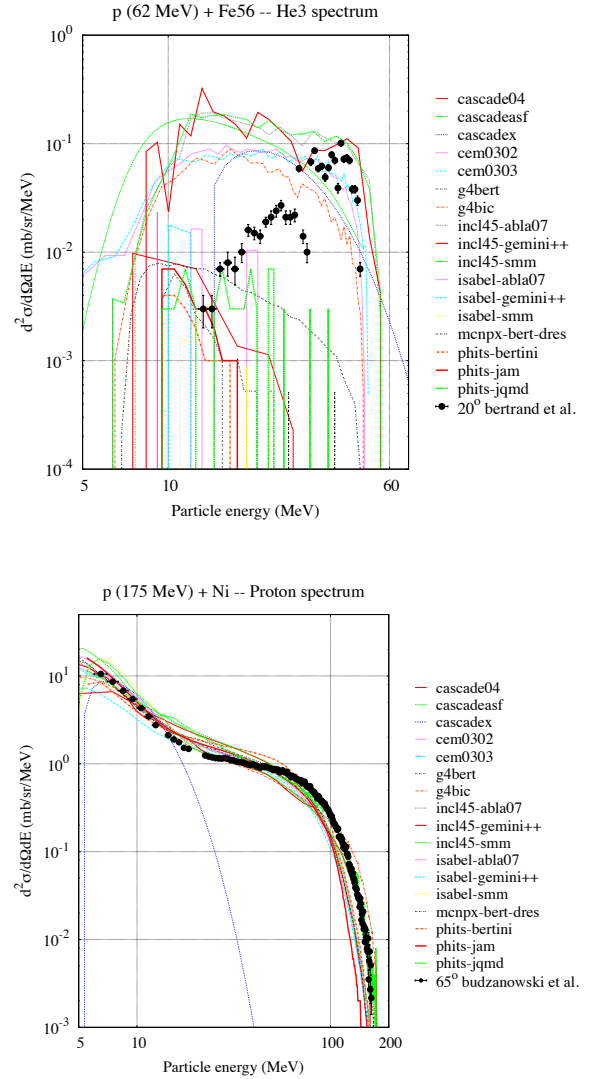 p (62 MeV) + Fe56 -- He3 spectrum
10^0
10^-1
10^-2
10^-3
10^-4
d^2σ/dΩdE (mb/sr/MeV)
5
10
60
Particle energy (MeV)
cascade04
cascadeasf
cascadex
cem0302
cem0303
g4bert
g4bic
incl45-abla07
incl45-gemini++
incl45-smm
isabel-abla07
isabel-gemini++
isabel-smm
mcnpx-bert-dres
phits-bertini
phits-jam
phits-jqmd
20° bertrand et al.
p (175 MeV) + Ni -- Proton spectrum
10^1
10^0
10^-1
10^-2
10^-3
d^2σ/dΩdE (mb/sr/MeV)
5
10
100
200
Particle energy (MeV)
cascade04
cascadeasf
cascadex
cem0302
cem0303
g4bert
g4bic
incl45-abla07
incl45-gemini++
incl45-smm
isabel-abla07
isabel-gemini++
isabel-smm
mcnpx-bert-dres
phits-bertini
phits-jam
phits-jqmd
65° budzanowski et al.